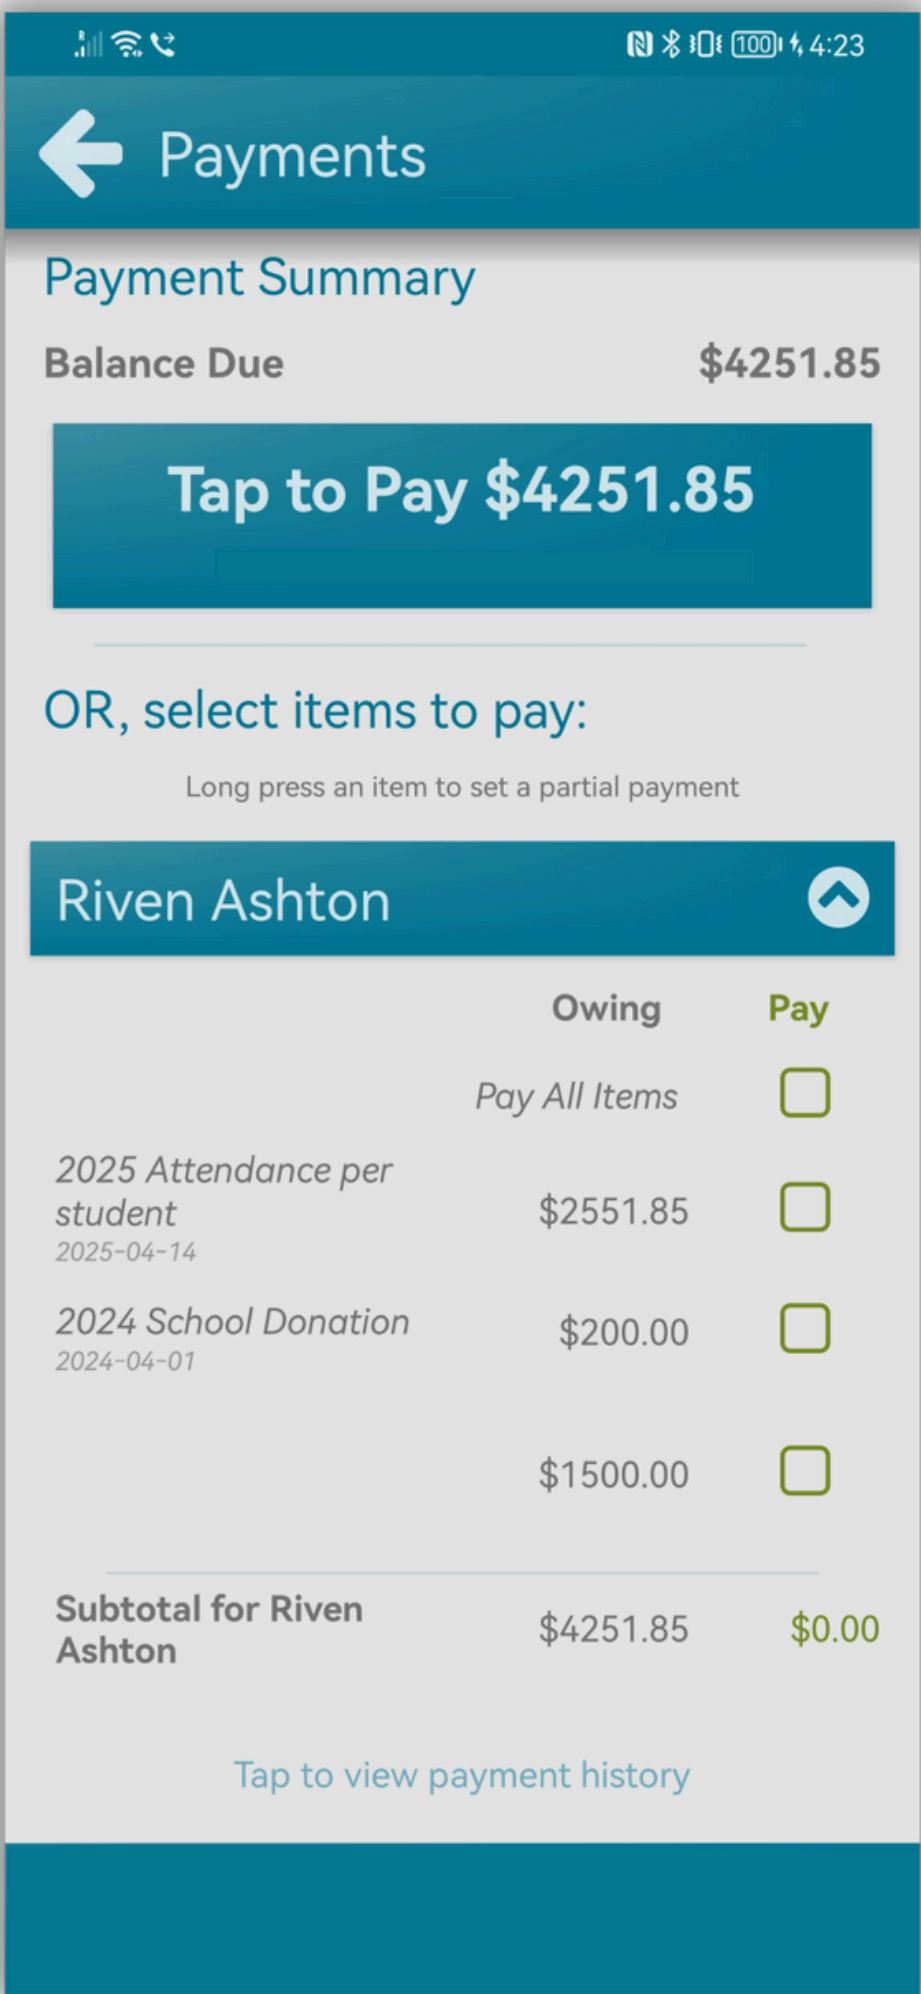 R
100 4:23
Payments
Payment Summary
Balance Due $4251.85
Tap to Pay $4251.85
OR, select items to pay:
Long press an item to set a partial payment
Riven Ashton
Owing Pay
Pay All Items
2025 Attendance per
student
$2551.85
2025-04-14
2024 School Donation
$200.00
2024-04-01
$1500.00
Subtotal for Riven
Ashton
$4251.85 $0.00
Tap to view payment history